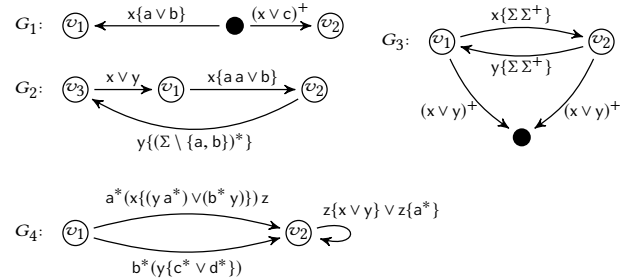 G₁: v₁ x{a ∨ b} (x ∨ c)⁺ v₂
G₂: v₃ x ∨ y v₁ x{a a ∨ b} v₂
y{(Σ \ {a, b})*}
G₃: v₁ x{Σ Σ⁺} v₂
y{Σ Σ⁺}
(x ∨ y)⁺ (x ∨ y)⁺
a*(x{(y a*) ∨(b* y)}) z
G₄: v₁ v₂ z{x ∨ y} ∨ z{a*}
b*(y{c* ∨ d*})